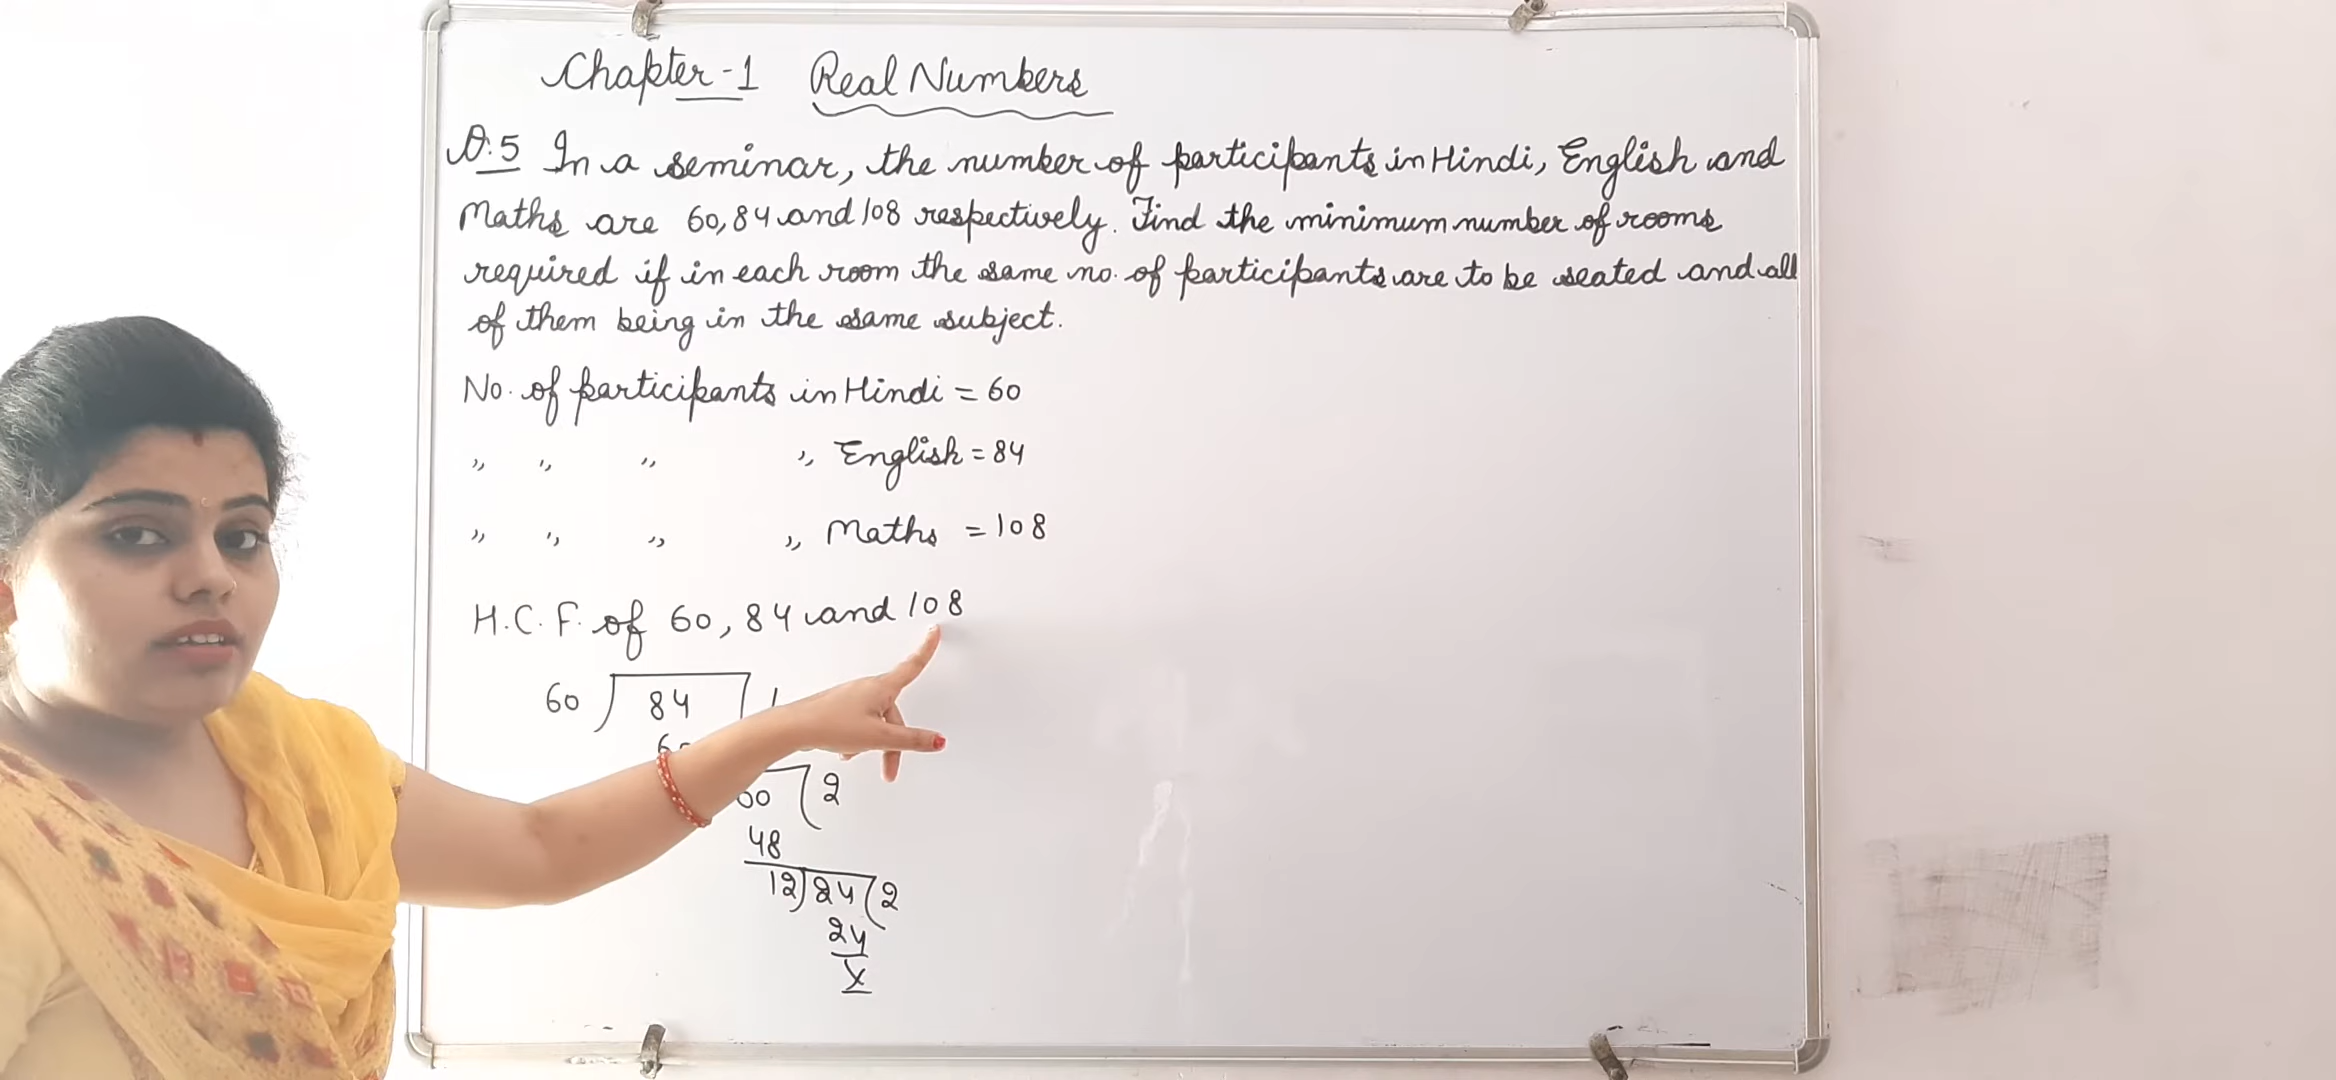 Chapter-1 Real Numbers
Q.5 In a seminar, the number of participants in Hindi, English and
Maths are 60, 84 and 108 respectively. Find the minimum number of rooms
required if in each room the same no. of participants are to be seated and all
of them being in the same subject.
No. of participants in Hindi = 60
,, ,, ,, ,, English = 84
,, ,, ,, ,, Maths = 108
H.C.F. of 60, 84 and 108
60 ) 84 ( 1
60 ( 2
48
12 ) 24 ( 2
24
x